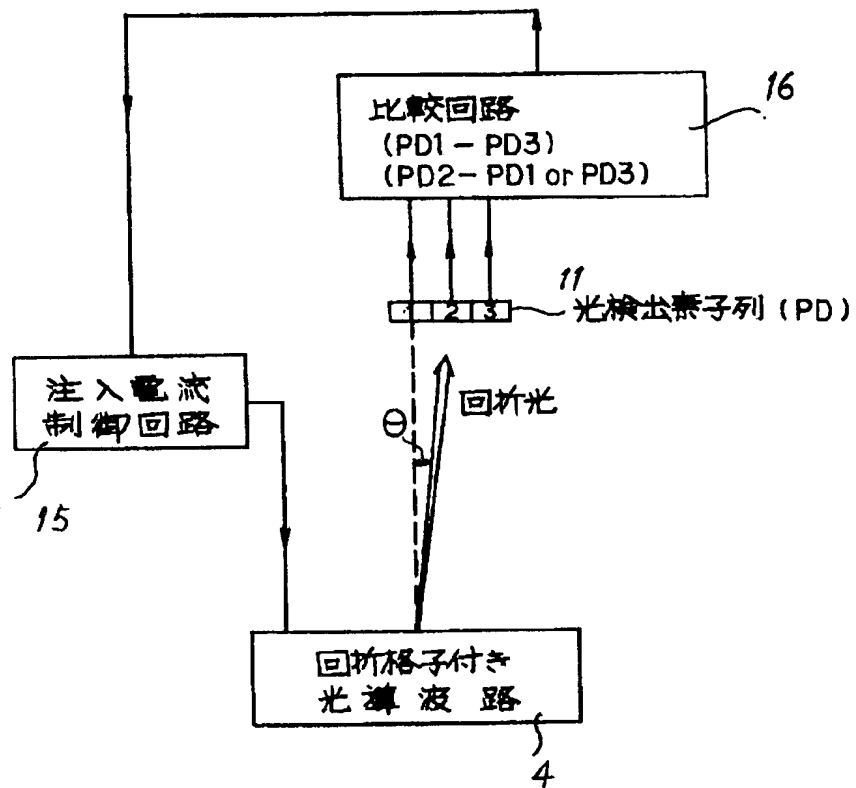 比較回路
(PD1-PD3)
(PD2-PD1 or PD3)
16
11
2 3
光検出素子列 (PD)
注入電流
制御回路
15
回折光
Θ
回折格子付き
光導波路
4